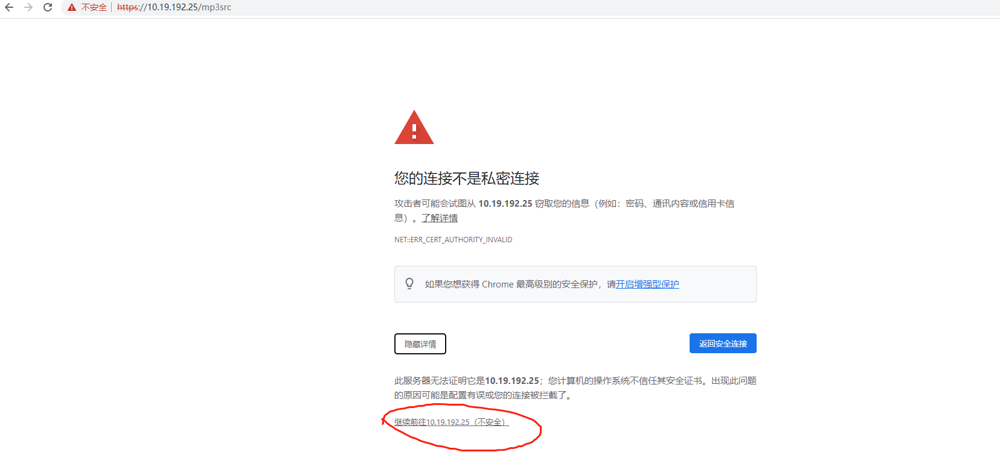 不安全 | https://10.19.192.25/mp3src
您的连接不是私密连接
攻击者可能会试图从 10.19.192.25 窃取您的信息（例如：密码、通讯内容或信用卡信
息）。了解详情
NET::ERR_CERT_AUTHORITY_INVALID
如果您想获得 Chrome 最高级别的安全保护，请开启增强型保护
隐藏详情
返回安全连接
此服务器无法证明它是10.19.192.25；您计算机的操作系统不信任其安全证书。出现此问题
的原因可能是配置有误或您的连接被拦截了。
继续前往10.19.192.25（不安全）